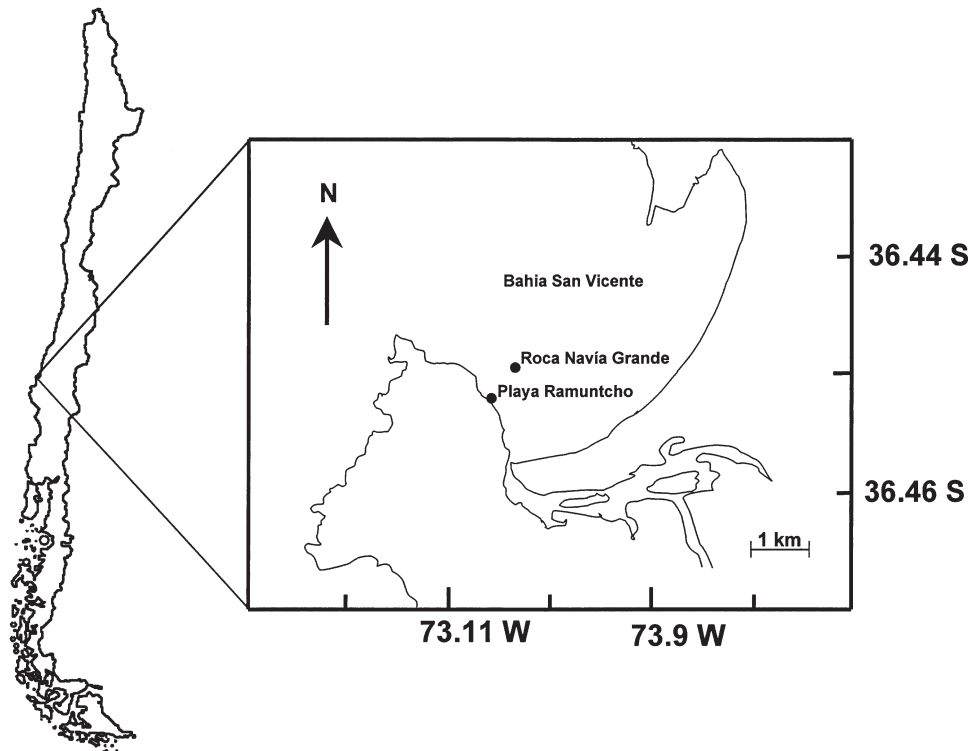 N
36.44 S
Bahia San Vicente
Roca Navía Grande
Playa Ramuntcho
36.46 S
1 km
73.11 W
73.9 W